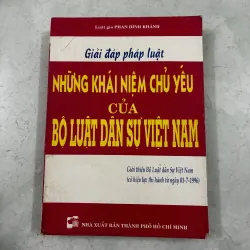 Luật gia PHAN ĐÌNH KHÁNH
Giải đáp pháp luật
NHỮNG KHÁI NIỆM CHỦ YẾU
CỦA
BỘ LUẬT DÂN SỰ VIỆT NAM
Giới thiệu Bộ Luật dân Sự Việt Nam
(có hiệu lực thi hành từ ngày 01-7-1996)
NHÀ XUẤT BẢN THÀNH PHỐ HỒ CHÍ MINH